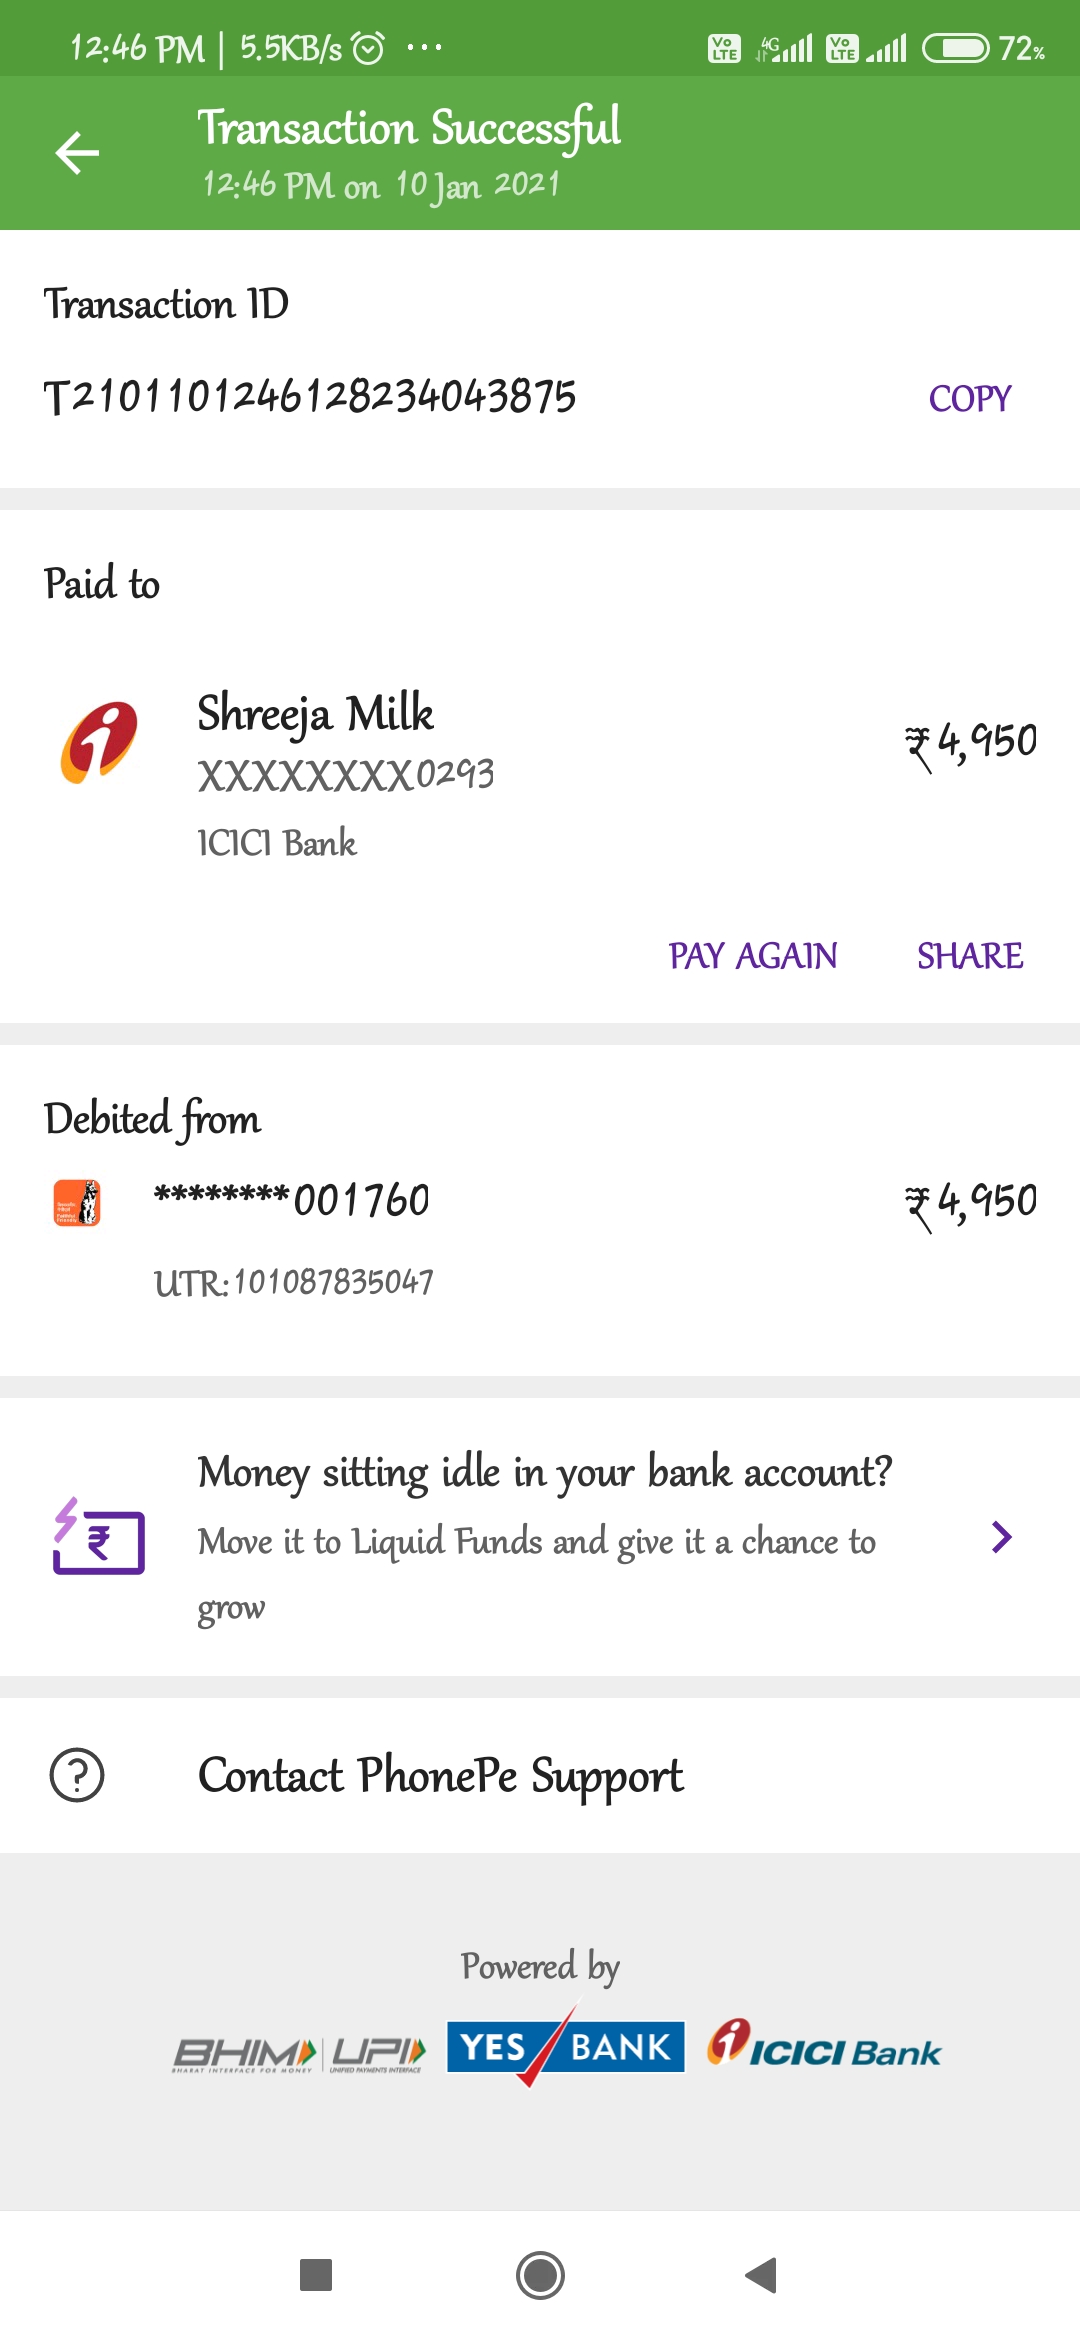 12:46 PM | 5.5KB/s ...
Vo LTE 4G Vo LTE 72%
Transaction Successful
12:46 PM on 10 Jan 2021
Transaction ID
T2101101246128234043875
COPY
Paid to
Shreeja Milk
₹4,950
XXXXXXXX0293
ICICI Bank
PAY AGAIN SHARE
Debited from
********001760
₹4,950
UTR:101087835047
Money sitting idle in your bank account?
Move it to Liquid Funds and give it a chance to
grow
Contact PhonePe Support
Powered by
BHIM UPI YES BANK ICICI Bank
BHARAT INTERFACE FOR MONEY UNIFIED PAYMENTS INTERFACE